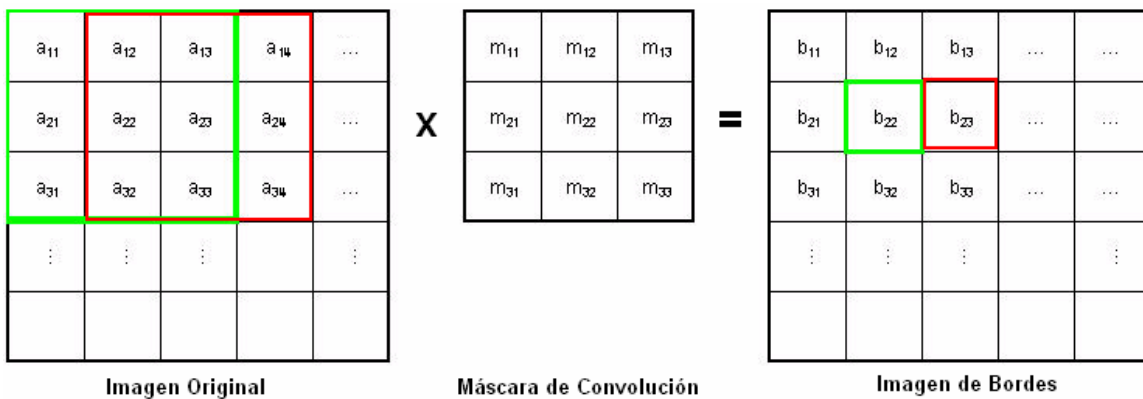 a11 a12 a13 a14 ...
a21 a22 a23 a24 ...
a31 a32 a33 a34 ...
⋮ ⋮ ⋮ ⋮
X
m11 m12 m13
m21 m22 m23
m31 m32 m33
=
b11 b12 b13 ... ...
b21 b22 b23 ... ...
b31 b32 b33 ... ...
⋮ ⋮ ⋮ ⋮
Imagen Original
Máscara de Convolución
Imagen de Bordes